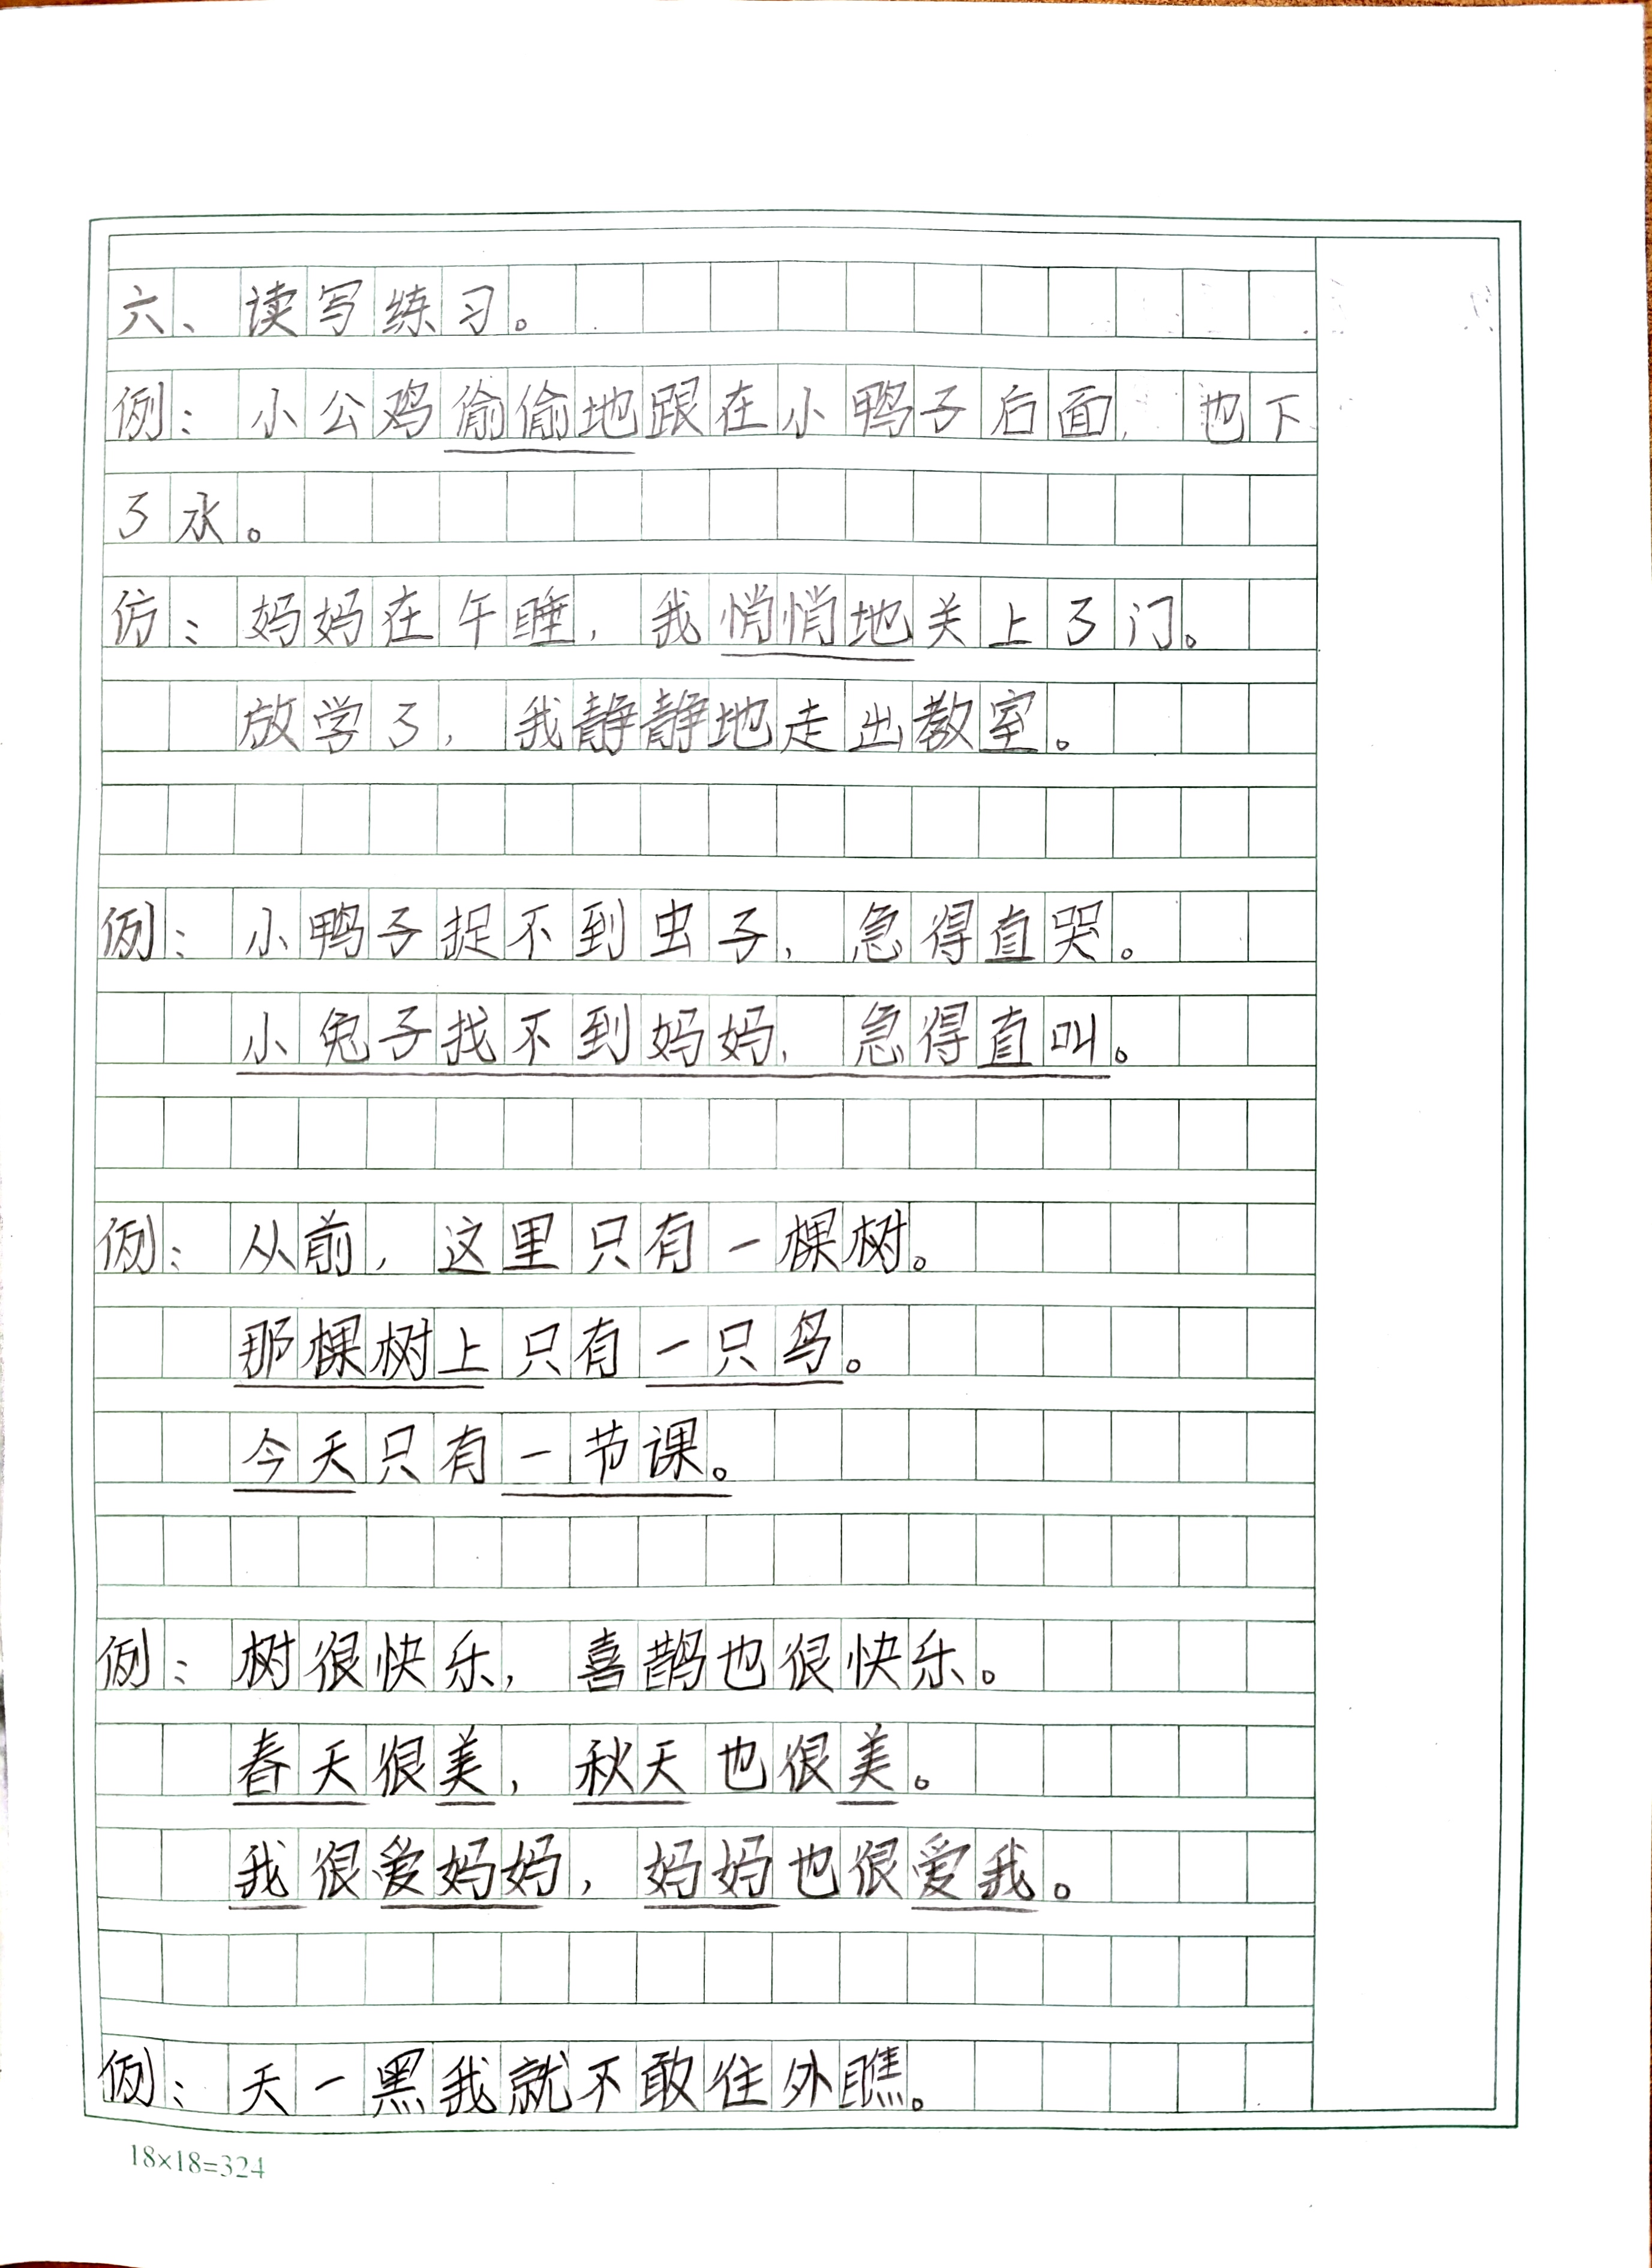 六、读写练习。
例：小公鸡偷偷地跟在小鸭子后面，也下
了水。
仿：妈妈在午睡，我悄悄地关上了门。
放学了，我静静地走出教室。
例：小鸭子捉不到虫子，急得直哭。
小兔子找不到妈妈，急得直叫。
例：从前，这里只有一棵树。
那棵树上只有一只鸟。
今天只有一节课。
例：树很快乐，喜鹊也很快乐。
春天很美，秋天也很美。
我很爱妈妈，妈妈也很爱我。
例：天一黑我就不敢往外瞧。
18×18=324